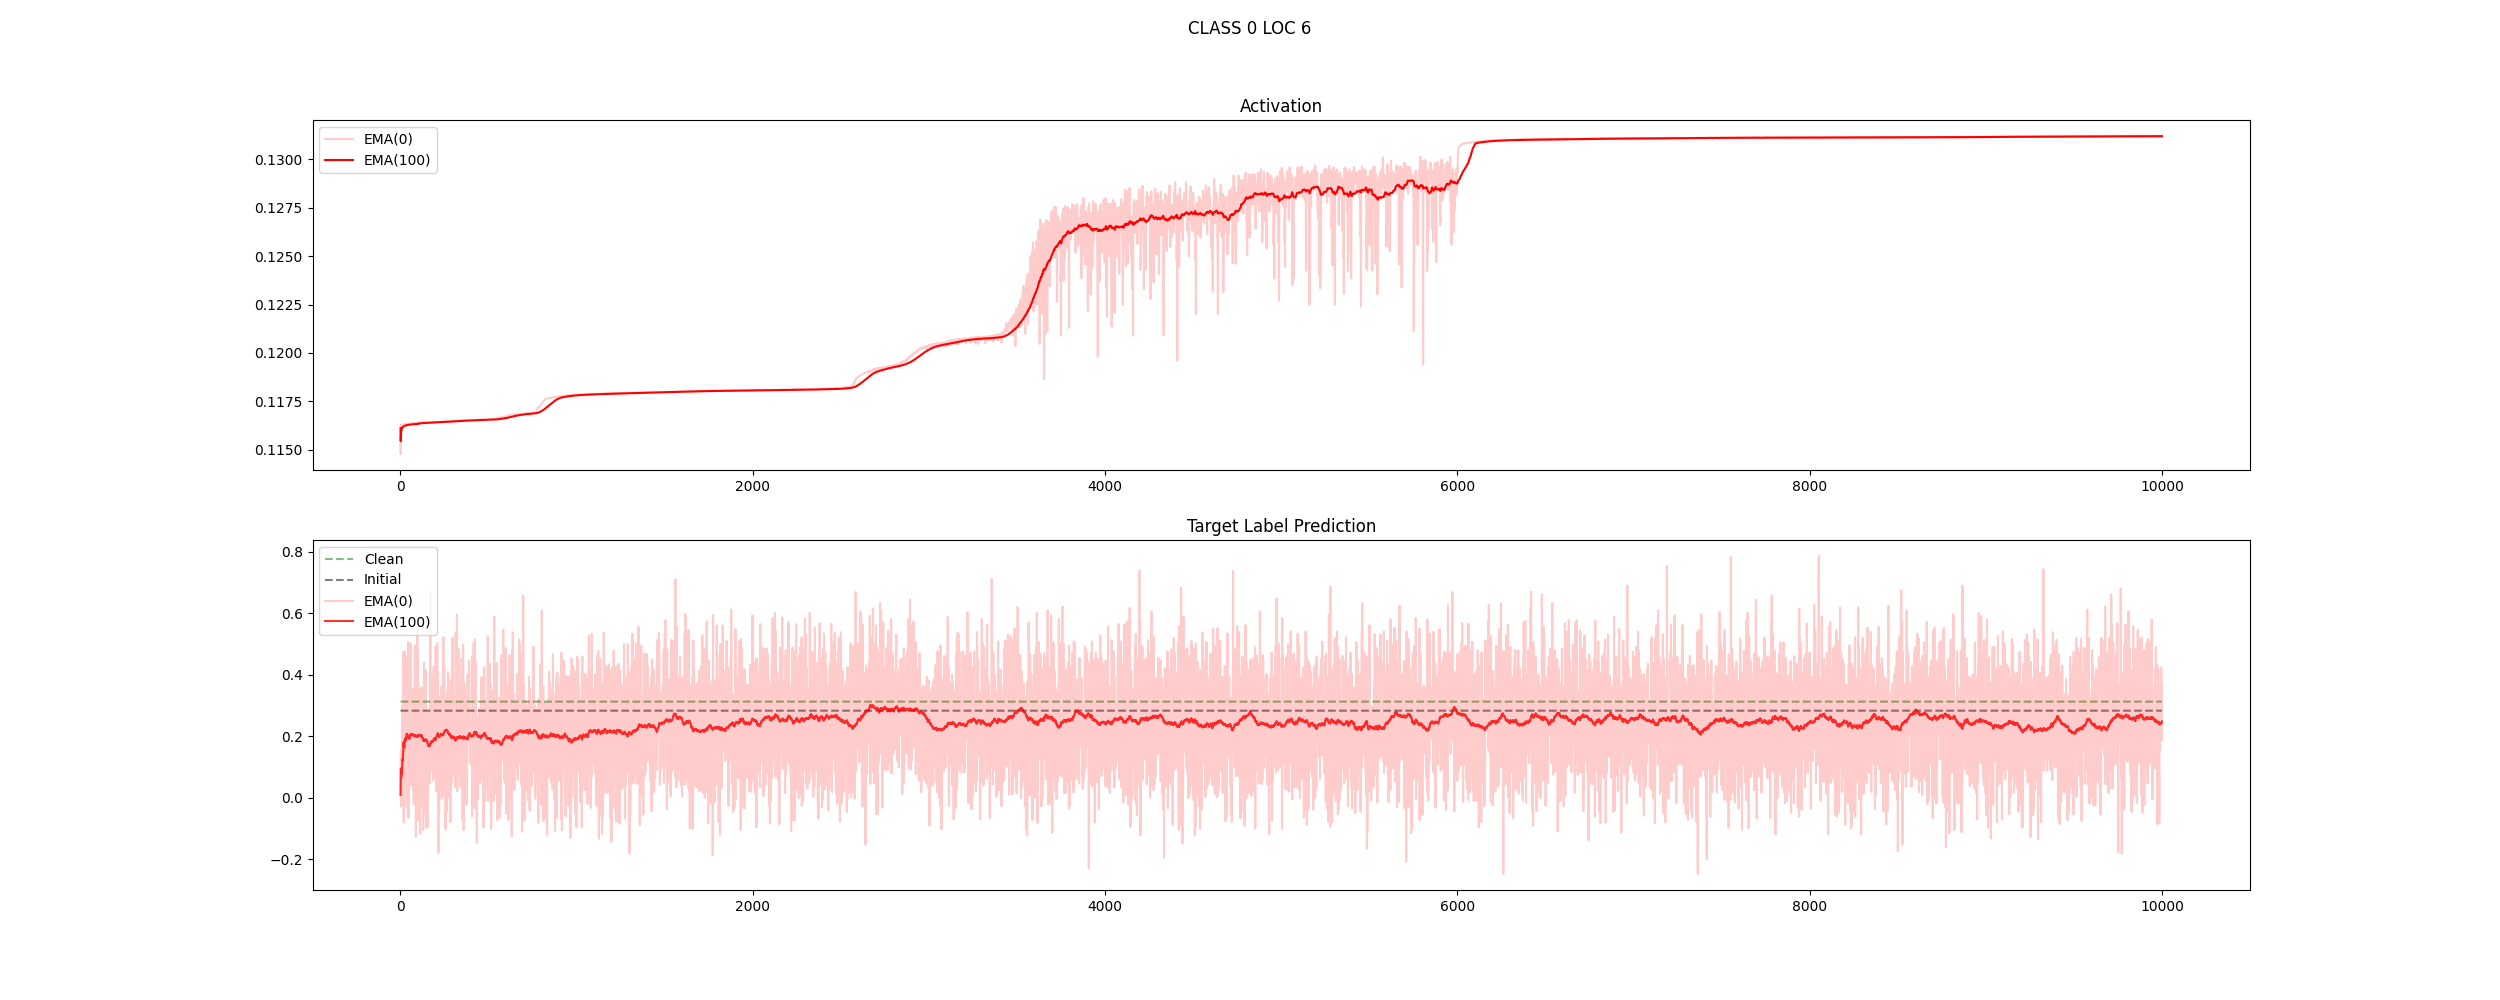 CLASS 0 LOC 6
Activation
EMA(0)
EMA(100)
0.1300
0.1275
0.1250
0.1225
0.1200
0.1175
0.1150
0
2000
4000
6000
8000
10000
Target Label Prediction
Clean
Initial
EMA(0)
EMA(100)
0.8
0.6
0.4
0.2
0.0
−0.2
0
2000
4000
6000
8000
10000